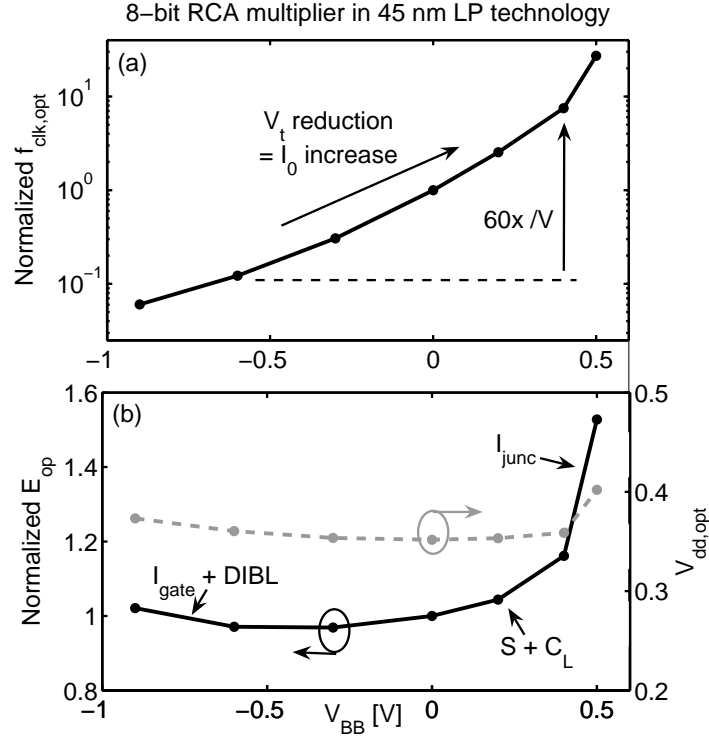 8−bit RCA multiplier in 45 nm LP technology
(a)
Normalized f_clk,opt
10^1
10^0
10^−1
V_t reduction
= I_0 increase
60x /V
−1
−0.5
0
0.5
(b)
Normalized E_op
1.6
1.4
1.2
1
0.8
I_junc
I_gate + DIBL
S + C_L
0.5
0.4
0.3
0.2
V_dd,opt
−1
−0.5
0
0.5
V_BB [V]